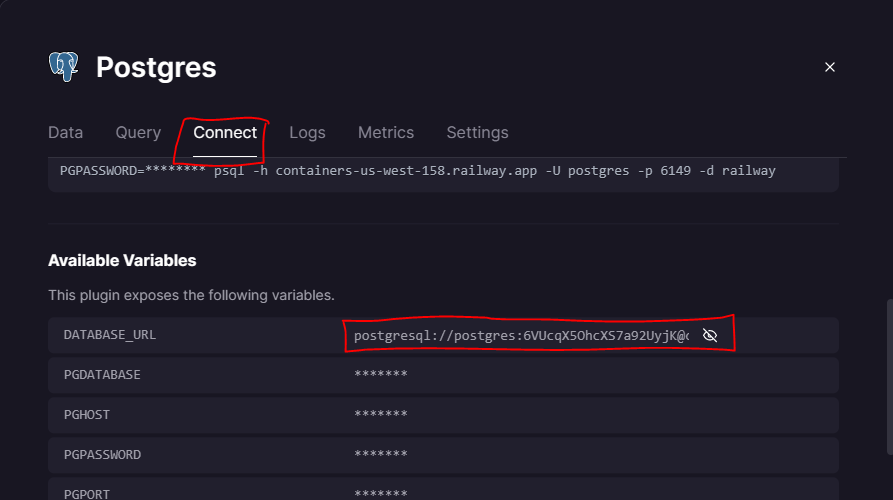 Postgres
Data Query Connect Logs Metrics Settings
PGPASSWORD=******** psql -h containers-us-west-158.railway.app -U postgres -p 6149 -d railway
Available Variables
This plugin exposes the following variables.
DATABASE_URL postgresql://postgres:6VUcqX5OhcXS7a92UyjK@c
PGDATABASE *******
PGHOST *******
PGPASSWORD *******
PGPORT *******